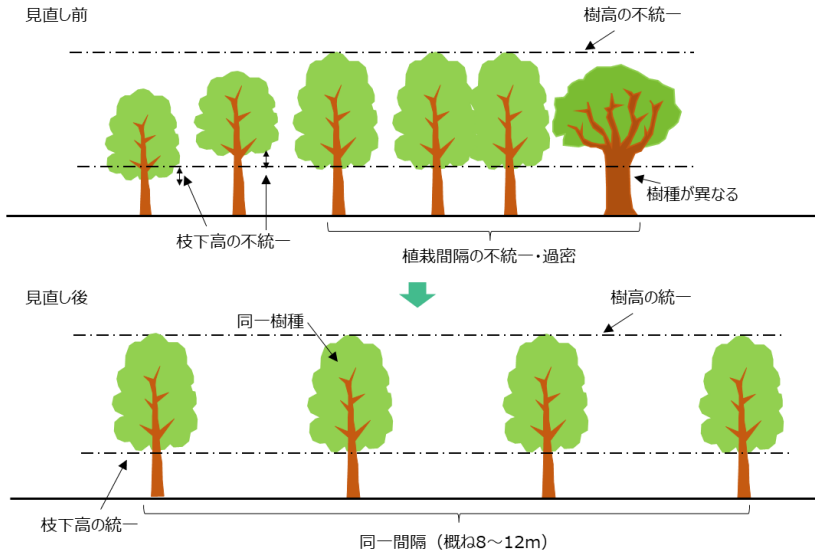 見直し前
樹高の不統一
樹種が異なる
枝下高の不統一
植栽間隔の不統一・過密
見直し後
樹高の統一
同一樹種
枝下高の統一
同一間隔（概ね8～12m）